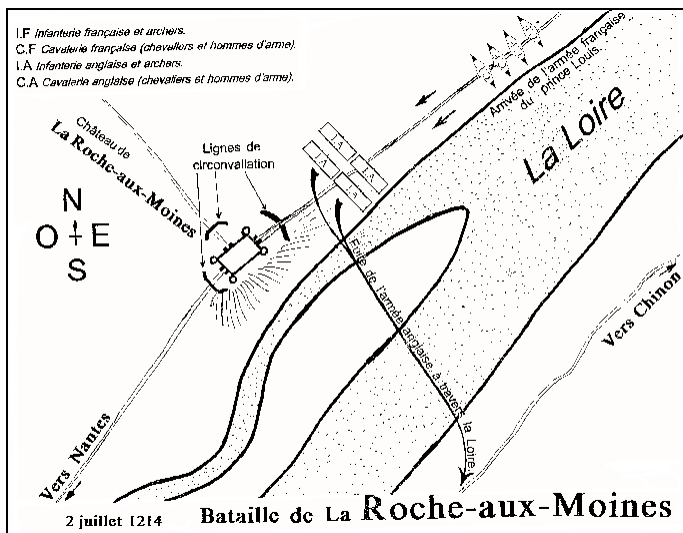 I.F Infanterie française et archers.
C.F Cavalerie française (chevaliers et hommes d'arme).
I.A Infanterie anglaise et archers.
C.A Cavalerie anglaise (chevaliers et hommes d'arme).
Arrivée de l'armée française
du prince Louis.
La Loire
Château de
La Roche-aux-Moines
Lignes de
circonvallation
I.A
I.A
I.A
I.A
N
O E
S
Fuite de l'armée anglaise à travers la Loire.
Vers Chinon
Vers Nantes
2 juillet 1214
Bataille de La Roche-aux-Moines